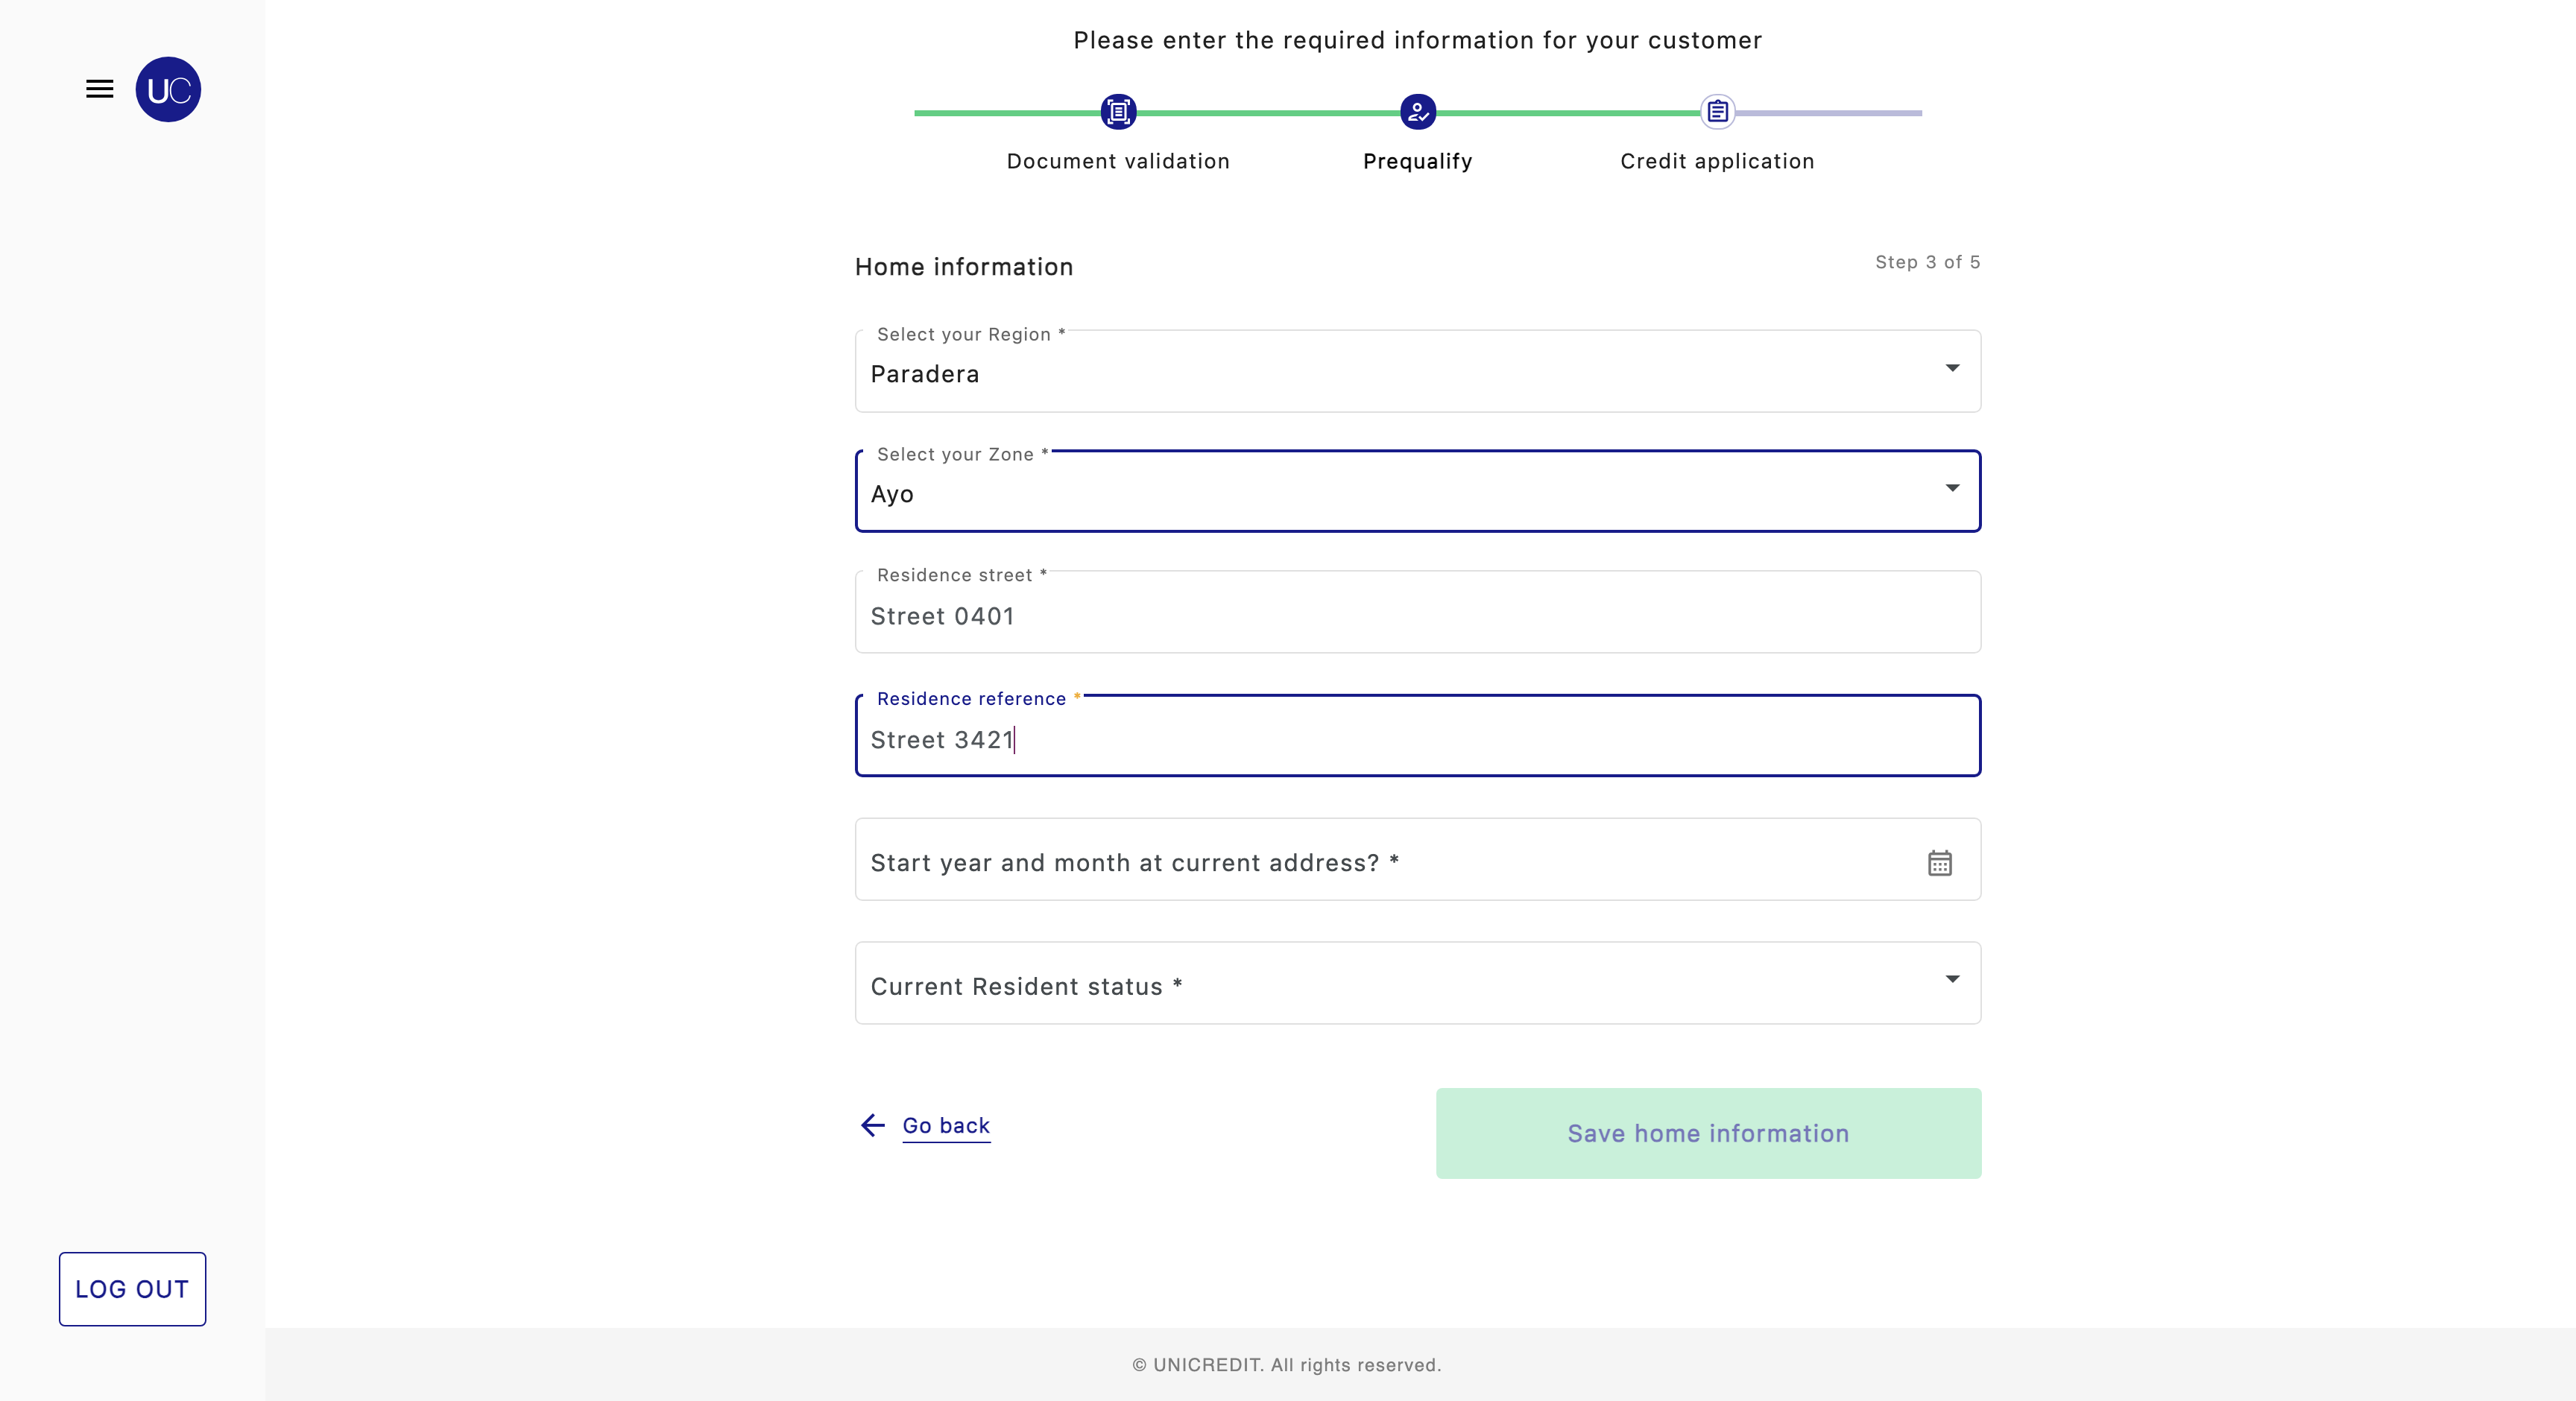 Please enter the required information for your customer
UC
Document validation
Prequalify
Credit application
Home information
Step 3 of 5
Select your Region *
Paradera
Select your Zone *
Ayo
Residence street *
Street 0401
Residence reference *
Street 3421
Start year and month at current address? *
Current Resident status *
Go back
Save home information
LOG OUT
© UNICREDIT. All rights reserved.